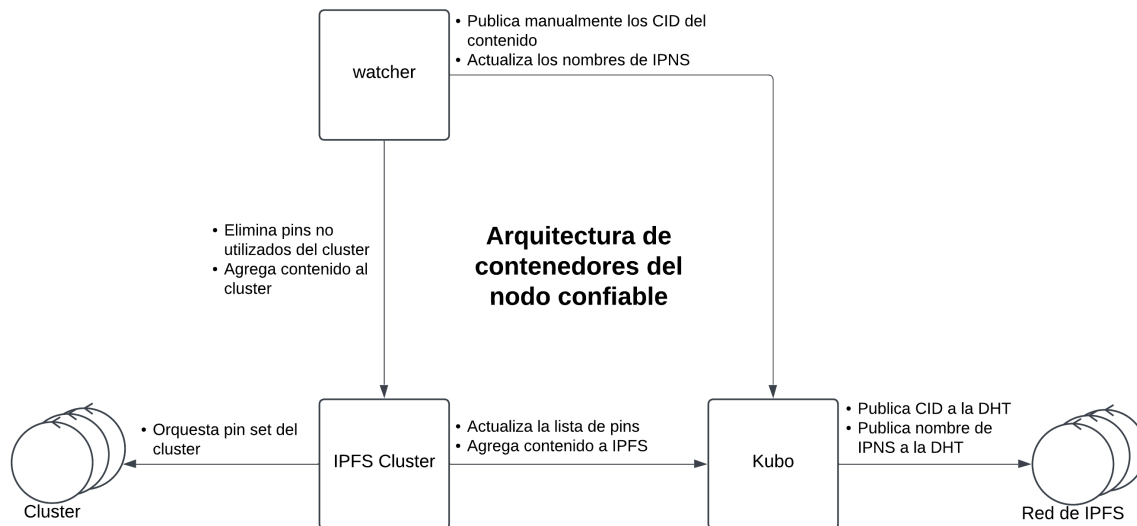 • Publica manualmente los CID del
contenido
• Actualiza los nombres de IPNS
watcher
• Elimina pins no
utilizados del cluster
• Agrega contenido al
cluster
Arquitectura de
contenedores del
nodo confiable
• Orquesta pin set del
cluster
Cluster
IPFS Cluster
• Actualiza la lista de pins
• Agrega contenido a IPFS
Kubo
• Publica CID a la DHT
• Publica nombre de
IPNS a la DHT
Red de IPFS